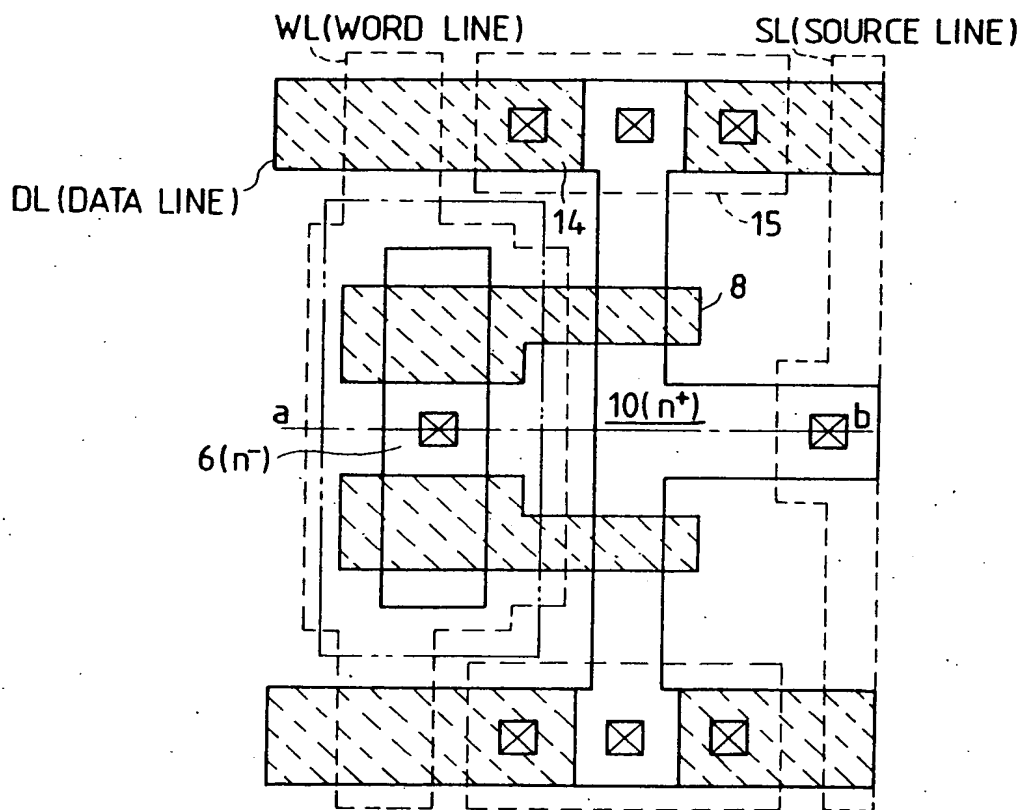 WL(WORD LINE)
SL(SOURCE LINE)
DL(DATA LINE)
14
15
8
a
10(n+)
b
6(n-)